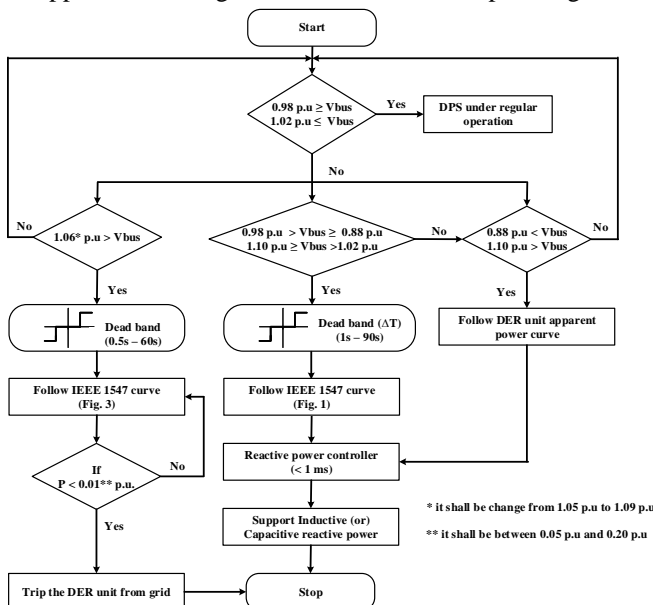 Start
0.98 p.u ≥ Vbus
1.02 p.u ≤ Vbus
Yes
DPS under regular
operation
No
No
1.06* p.u > Vbus
0.98 p.u > Vbus ≥ 0.88 p.u
1.10 p.u ≥ Vbus >1.02 p.u
No
0.88 p.u < Vbus
1.10 p.u > Vbus
No
Yes
Yes
Yes
Dead band
(0.5s – 60s)
Dead band (ΔT)
(1s – 90s)
Follow DER unit apparent
power curve
Follow IEEE 1547 curve
(Fig. 3)
Follow IEEE 1547 curve
(Fig. 1)
If
P < 0.01** p.u.
No
Reactive power controller
(< 1 ms)
Yes
Support Inductive (or)
Capacitive reactive power
* it shall be change from 1.05 p.u to 1.09 p.u
** it shall be between 0.05 p.u and 0.20 p.u
Trip the DER unit from grid
Stop